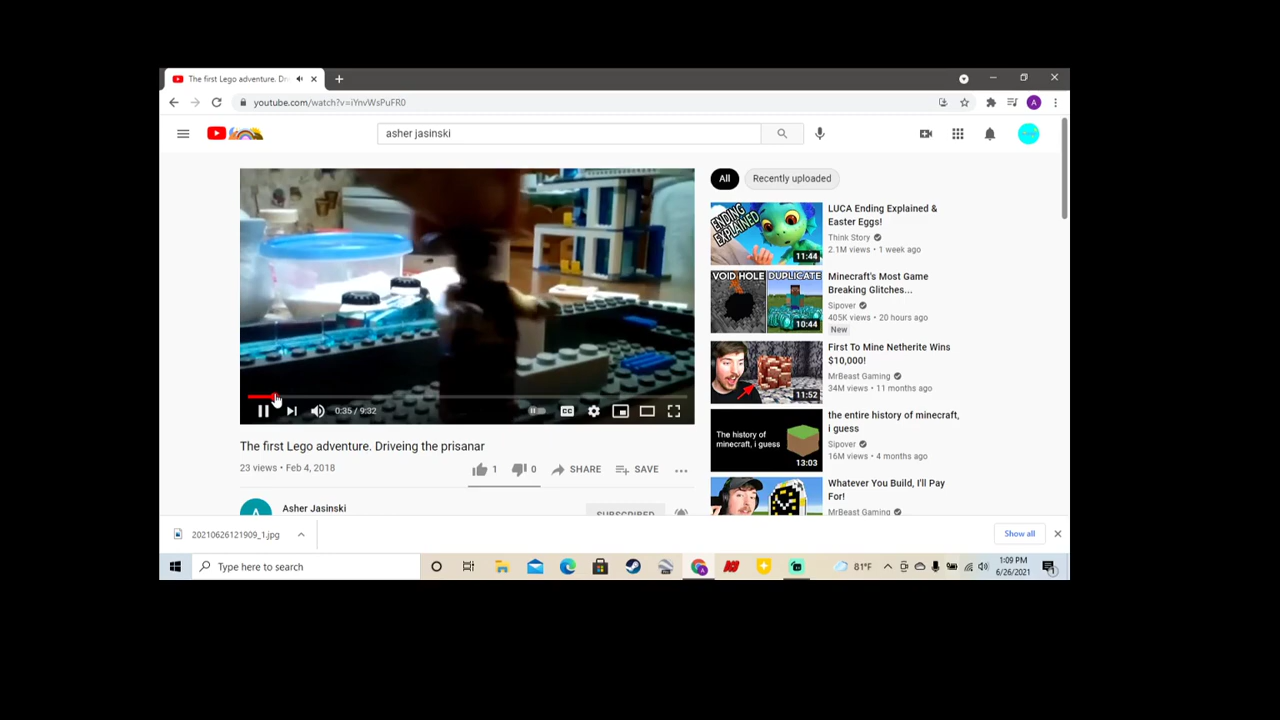 The first Lego adventure. Dri
youtube.com/watch?v=iYnvWsPuFR0
A
asher jasinski
0:35 / 9:32
CC
The first Lego adventure. Driveing the prisanar
23 views • Feb 4, 2018
1
0
SHARE
SAVE
A
Asher Jasinski
SUBSCRIBED
All
Recently uploaded
ENDING
EXPLAINED
11:44
LUCA Ending Explained &
Easter Eggs!
Think Story
2.1M views • 1 week ago
VOID HOLE
DUPLICATE
10:44
Minecraft's Most Game
Breaking Glitches...
Sipover
405K views • 20 hours ago
New
11:52
First To Mine Netherite Wins
$10,000!
MrBeast Gaming
34M views • 11 months ago
The history of
minecraft, i guess
13:03
the entire history of minecraft,
i guess
Sipover
16M views • 4 months ago
Whatever You Build, I'll Pay
For!
MrBeast Gaming
20210626121909_1.jpg
Show all
Type here to search
81°F
1:09 PM
6/26/2021
1